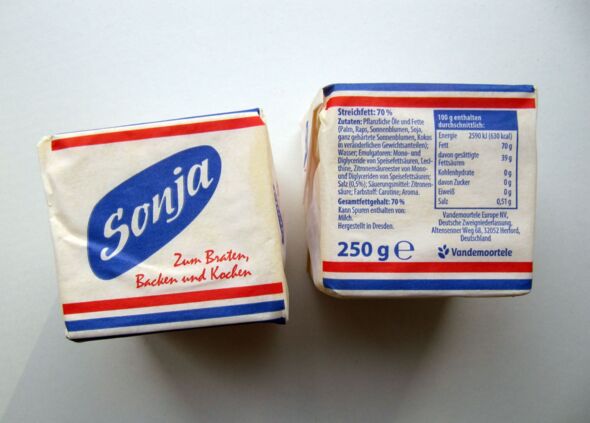 Sonja
Zum Braten,
Backen und Kochen
Streichfett: 70 %
Zutaten: Pflanzliche Öle und Fette
(Palm, Raps, Sonnenblumen, Soja,
ganz gehärtete Sonnenblumen, Kokos
in veränderlichen Gewichtsanteilen);
Wasser; Emulgatoren: Mono- und
Diglyceride von Speisefettsäuren, Leci-
thine, Zitronensäureester von Mono-
und Diglyceriden von Speisefettsäuren;
Salz (0,5%); Säuerungsmittel: Zitronen-
säure; Farbstoff: Carotine; Aroma.
Gesamtfettgehalt: 70 %
Kann Spuren enthalten von:
Milch.
Hergestellt in Dresden.
250 g e
100 g enthalten
durchschnittlich:
Energie 2590 kJ (630 kcal)
Fett 70 g
davon gesättigte
Fettsäuren 39 g
Kohlenhydrate 0 g
davon Zucker 0 g
Eiweiß 0 g
Salz 0,51 g
Vandemoortele Europe NV,
Deutsche Zweigniederlassung,
Altensenner Weg 68, 32052 Herford,
Deutschland
Vandemoortele